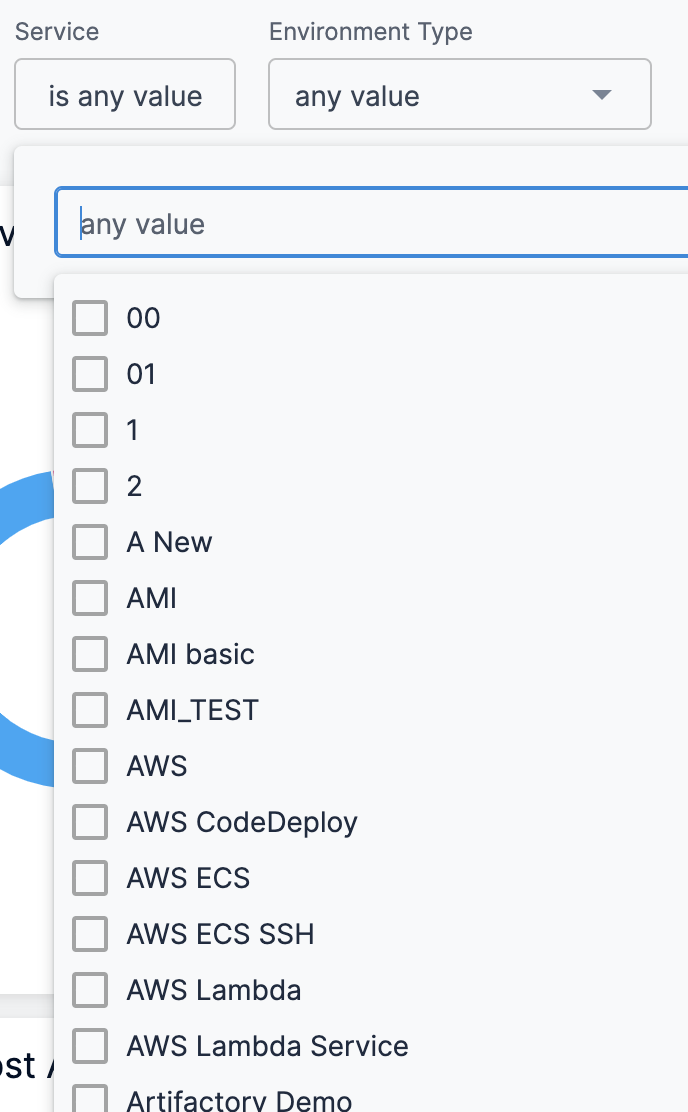 Service Environment Type
is any value any value
any value
00
01
1
2
A New
AMI
AMI basic
AMI_TEST
AWS
AWS CodeDeploy
AWS ECS
AWS ECS SSH
AWS Lambda
AWS Lambda Service
Artifactory Demo